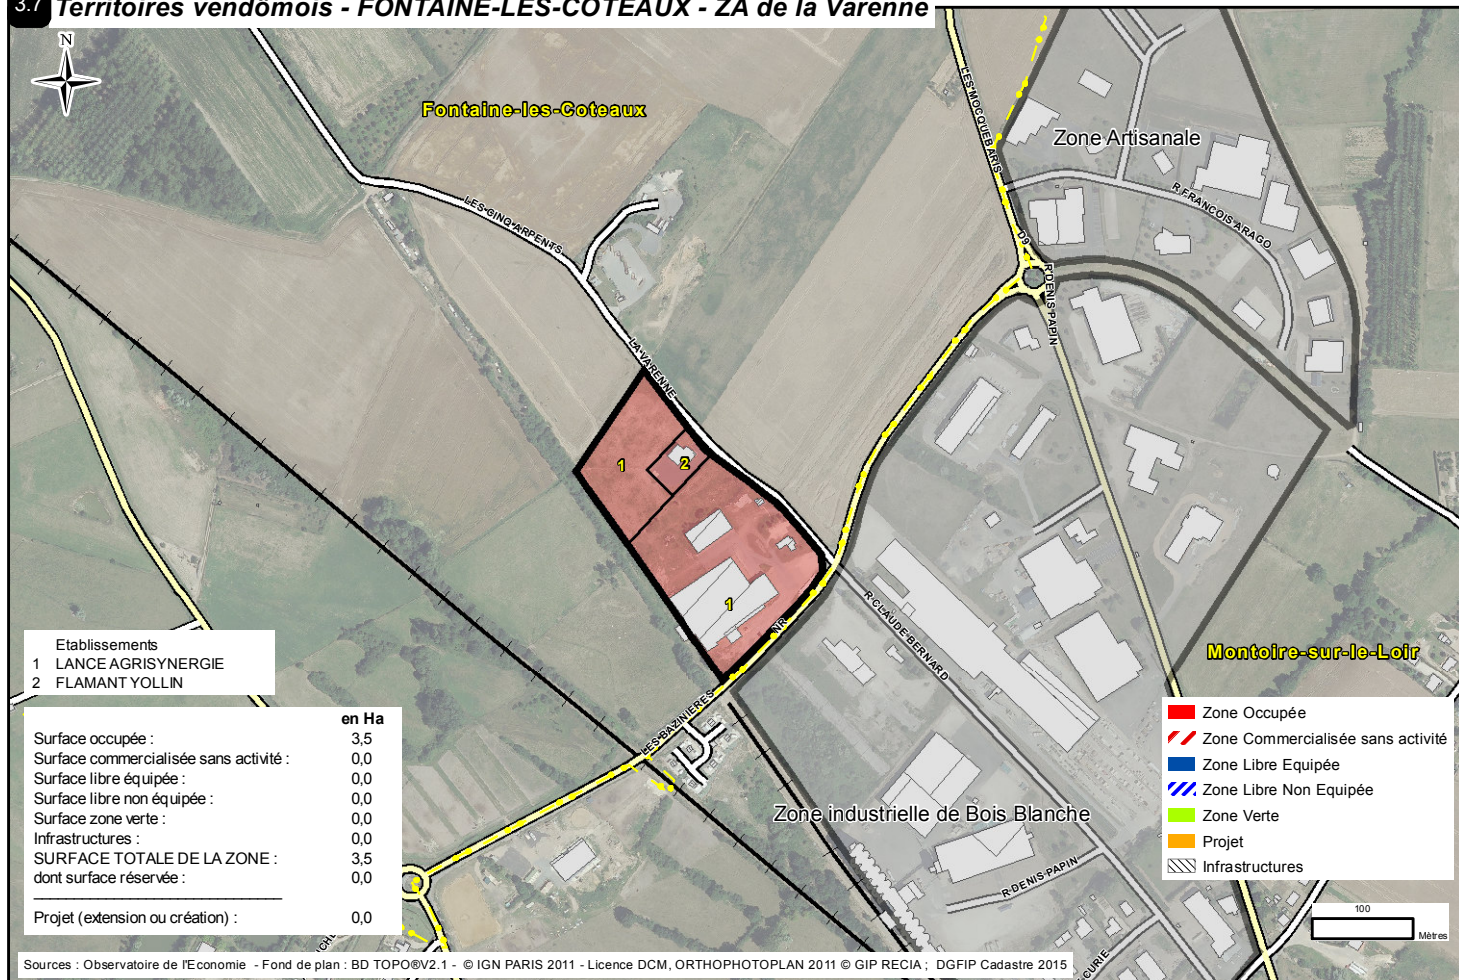 3.7 Territoires vendômois - FONTAINE-LES-COTEAUX - ZA de la Varenne
N
Fontaine-les-Coteaux
LES MOCQUEBARIS
Zone Artisanale
R FRANCOIS ARAGO
LES CINQ ARPENTS
D9
R DENIS PAPIN
LA VARENNE
1
2
1
NR
R CLAUDE BERNARD
Montoire-sur-le-Loir
LES BAZINIERES
Zone industrielle de Bois Blanche
R DENIS PAPIN
CURIE
Etablissements
1 LANCE AGRISYNERGIE
2 FLAMANT YOLLIN
en Ha
Surface occupée : 3,5
Surface commercialisée sans activité : 0,0
Surface libre équipée : 0,0
Surface libre non équipée : 0,0
Surface zone verte : 0,0
Infrastructures : 0,0
SURFACE TOTALE DE LA ZONE : 3,5
dont surface réservée : 0,0
Projet (extension ou création) : 0,0
Zone Occupée
Zone Commercialisée sans activité
Zone Libre Equipée
Zone Libre Non Equipée
Zone Verte
Projet
Infrastructures
100
Mètres
Sources : Observatoire de l'Economie - Fond de plan : BD TOPO®V2.1 - © IGN PARIS 2011 - Licence DCM, ORTHOPHOTOPLAN 2011 © GIP RECIA ; DGFIP Cadastre 2015